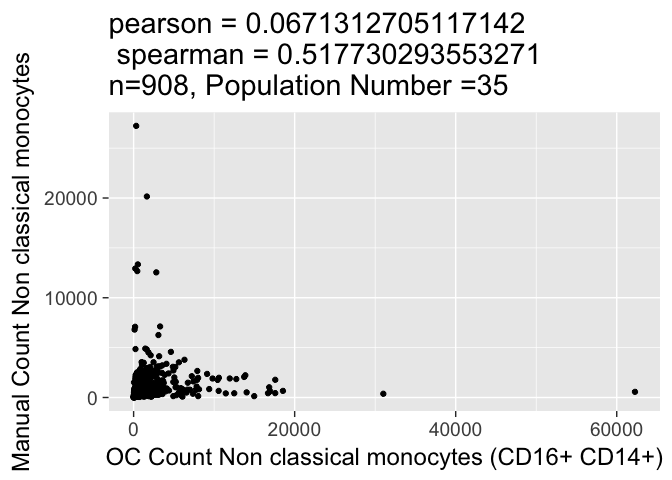 pearson = 0.0671312705117142
spearman = 0.517730293553271
n=908, Population Number =35
Manual Count Non classical monocytes
20000
10000
0
0 20000 40000 60000
OC Count Non classical monocytes (CD16+ CD14+)